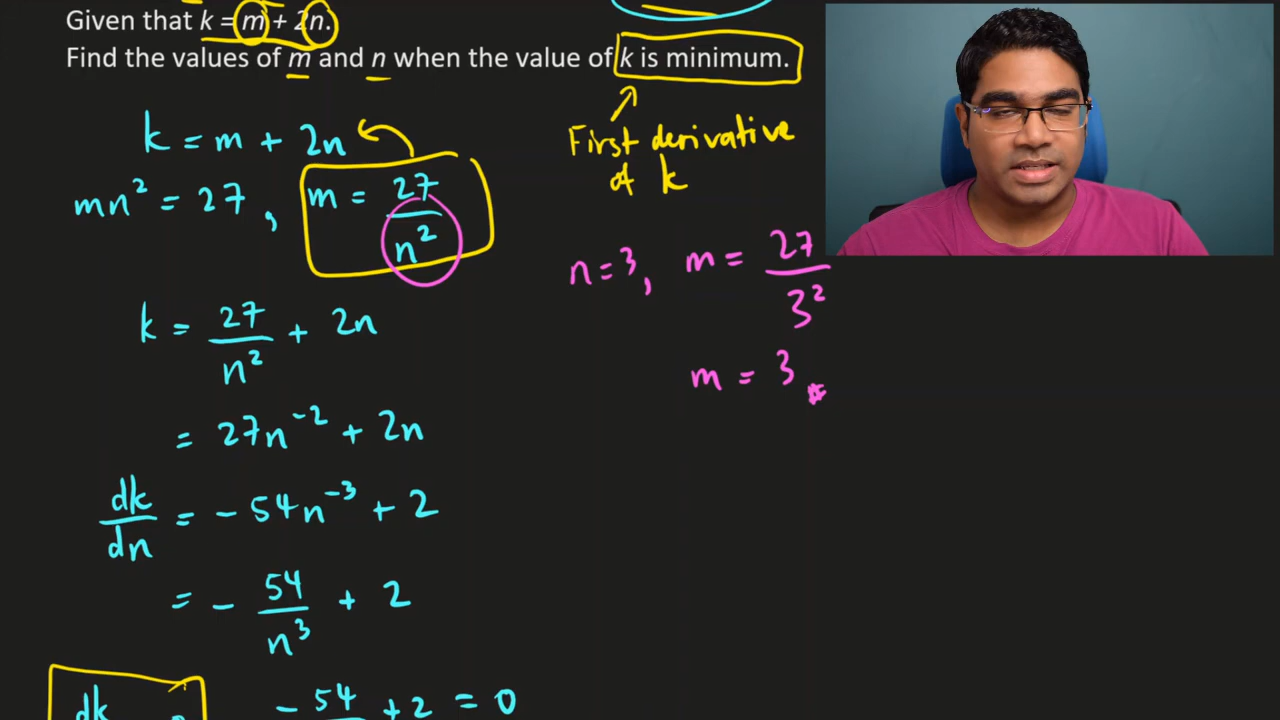 Given that k = m + 2n.
Find the values of m and n when the value of k is minimum.
k = m + 2n
First derivative of k
mn² = 27, m = 27/n²
n = 3, m = 27/3²
k = 27/n² + 2n
m = 3
= 27n⁻² + 2n
dk/dn = - 54n⁻³ + 2
= - 54/n³ + 2
dk
- 54 + 2 = 0